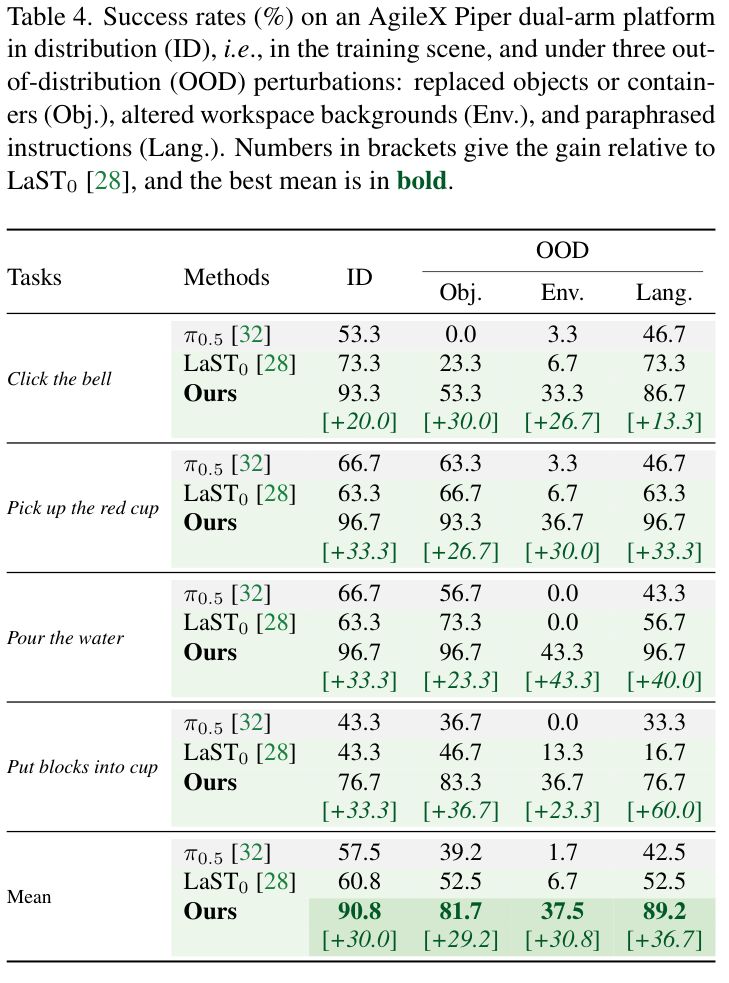 Table 4. Success rates (%) on an AgileX Piper dual-arm platform
in distribution (ID), i.e., in the training scene, and under three out-
of-distribution (OOD) perturbations: replaced objects or contain-
ers (Obj.), altered workspace backgrounds (Env.), and paraphrased
instructions (Lang.). Numbers in brackets give the gain relative to
LaST₀ [28], and the best mean is in bold.
OOD
Tasks Methods ID
Obj. Env. Lang.
π₀.₅ [32] 53.3 0.0 3.3 46.7
LaST₀ [28] 73.3 23.3 6.7 73.3
Click the bell
Ours 93.3 53.3 33.3 86.7
[+20.0] [+30.0] [+26.7] [+13.3]
π₀.₅ [32] 66.7 63.3 3.3 46.7
LaST₀ [28] 63.3 66.7 6.7 63.3
Pick up the red cup
Ours 96.7 93.3 36.7 96.7
[+33.3] [+26.7] [+30.0] [+33.3]
π₀.₅ [32] 66.7 56.7 0.0 43.3
LaST₀ [28] 63.3 73.3 0.0 56.7
Pour the water
Ours 96.7 96.7 43.3 96.7
[+33.3] [+23.3] [+43.3] [+40.0]
π₀.₅ [32] 43.3 36.7 0.0 33.3
LaST₀ [28] 43.3 46.7 13.3 16.7
Put blocks into cup
Ours 76.7 83.3 36.7 76.7
[+33.3] [+36.7] [+23.3] [+60.0]
π₀.₅ [32] 57.5 39.2 1.7 42.5
LaST₀ [28] 60.8 52.5 6.7 52.5
Mean
Ours 90.8 81.7 37.5 89.2
[+30.0] [+29.2] [+30.8] [+36.7]